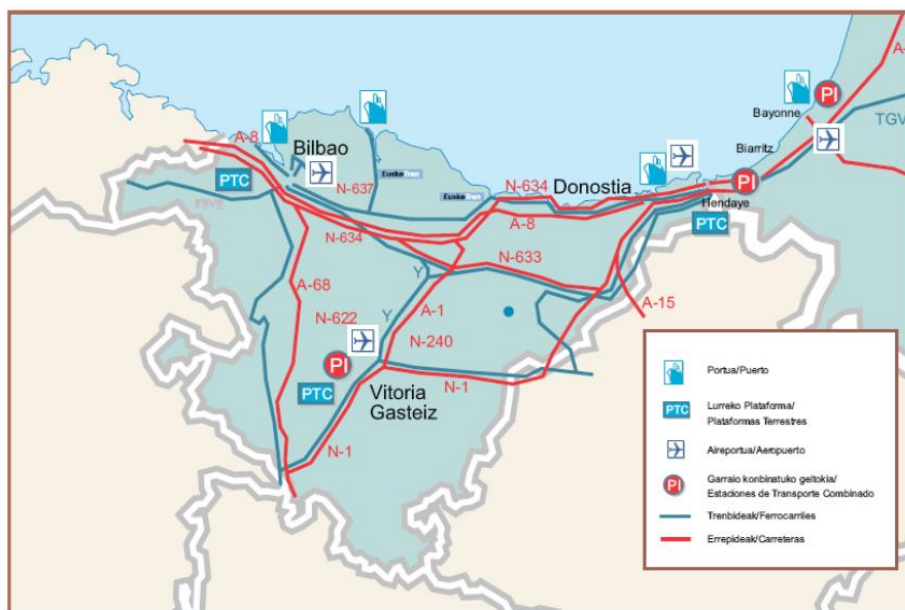 A-
PI
Bayonne
TGV
Biarritz
A-8
Bilbao
PTC
N-637
EuskoTren
EuskoTren
N-634
Donostia
PI
Hendaye
PTC
A-8
N-634
N-633
Y
A-68
A-1
A-15
Y
N-622
N-240
PI
PTC
Vitoria
Gasteiz
N-1
N-1
Portua/Puerto
PTC
Lurreko Plataforma/
Plataformas Terrestres
Aireportua/Aeropuerto
PI
Garraio konbinatuko geltokia/
Estaciones de Transporte Combinado
Trenbideak/Ferrocarriles
Errepideak/Carreteras